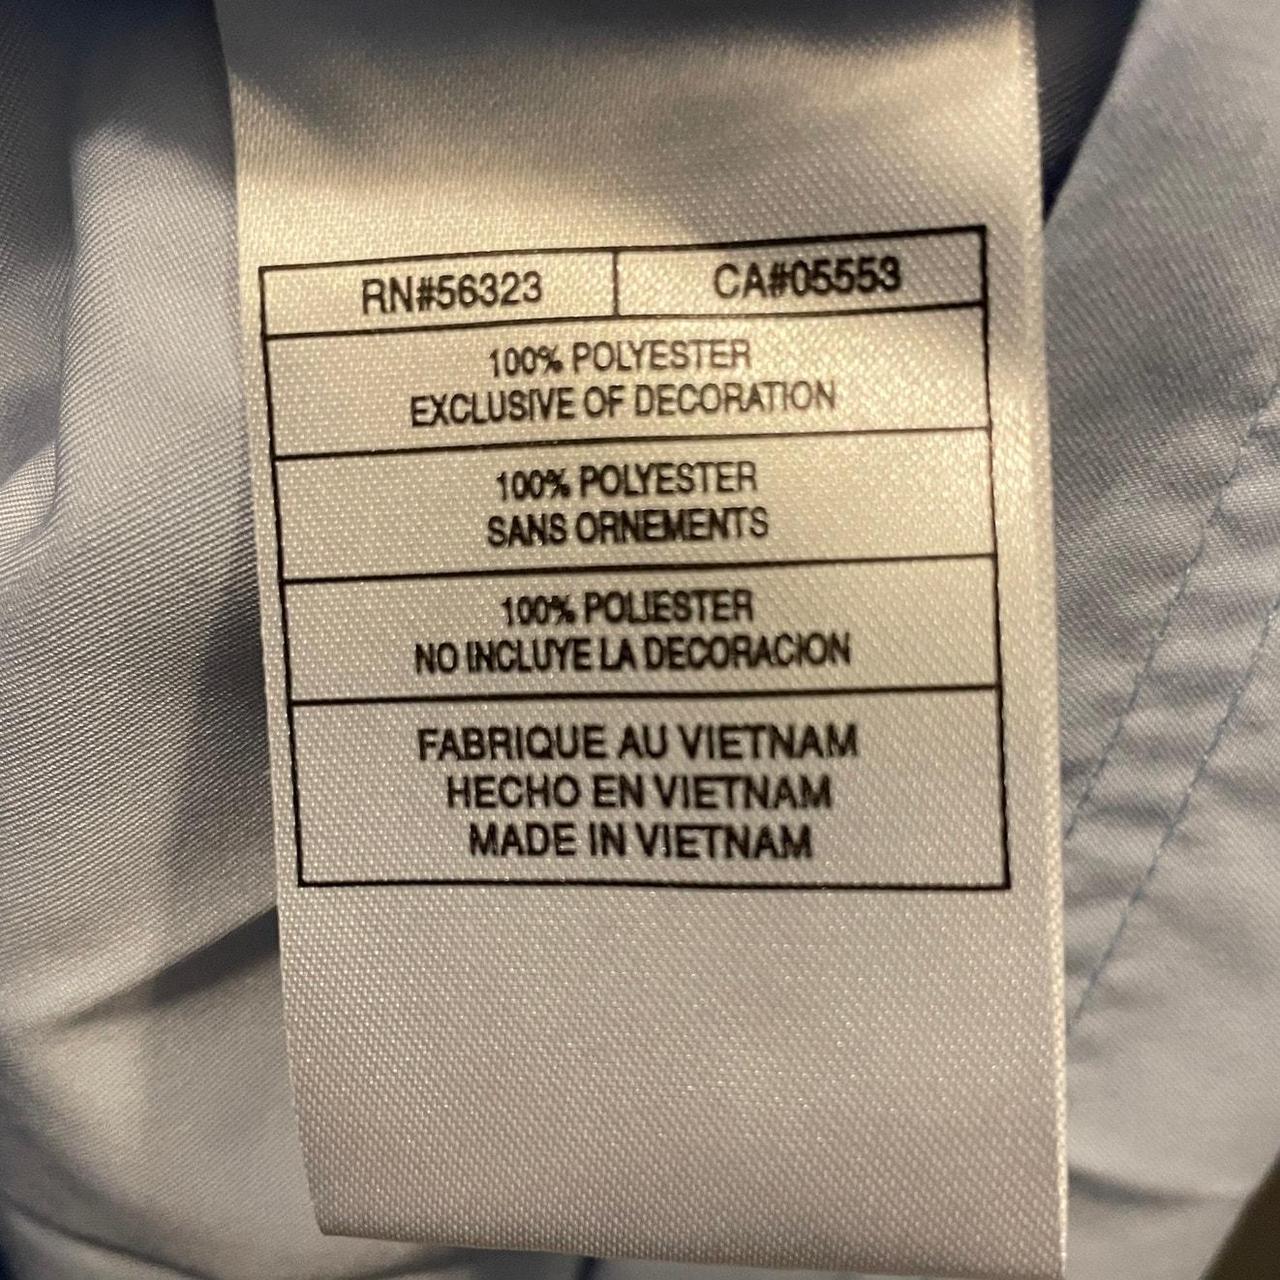 RN#56323 CA#05553
100% POLYESTER
EXCLUSIVE OF DECORATION
100% POLYESTER
SANS ORNEMENTS
100% POLIESTER
NO INCLUYE LA DECORACION
FABRIQUE AU VIETNAM
HECHO EN VIETNAM
MADE IN VIETNAM